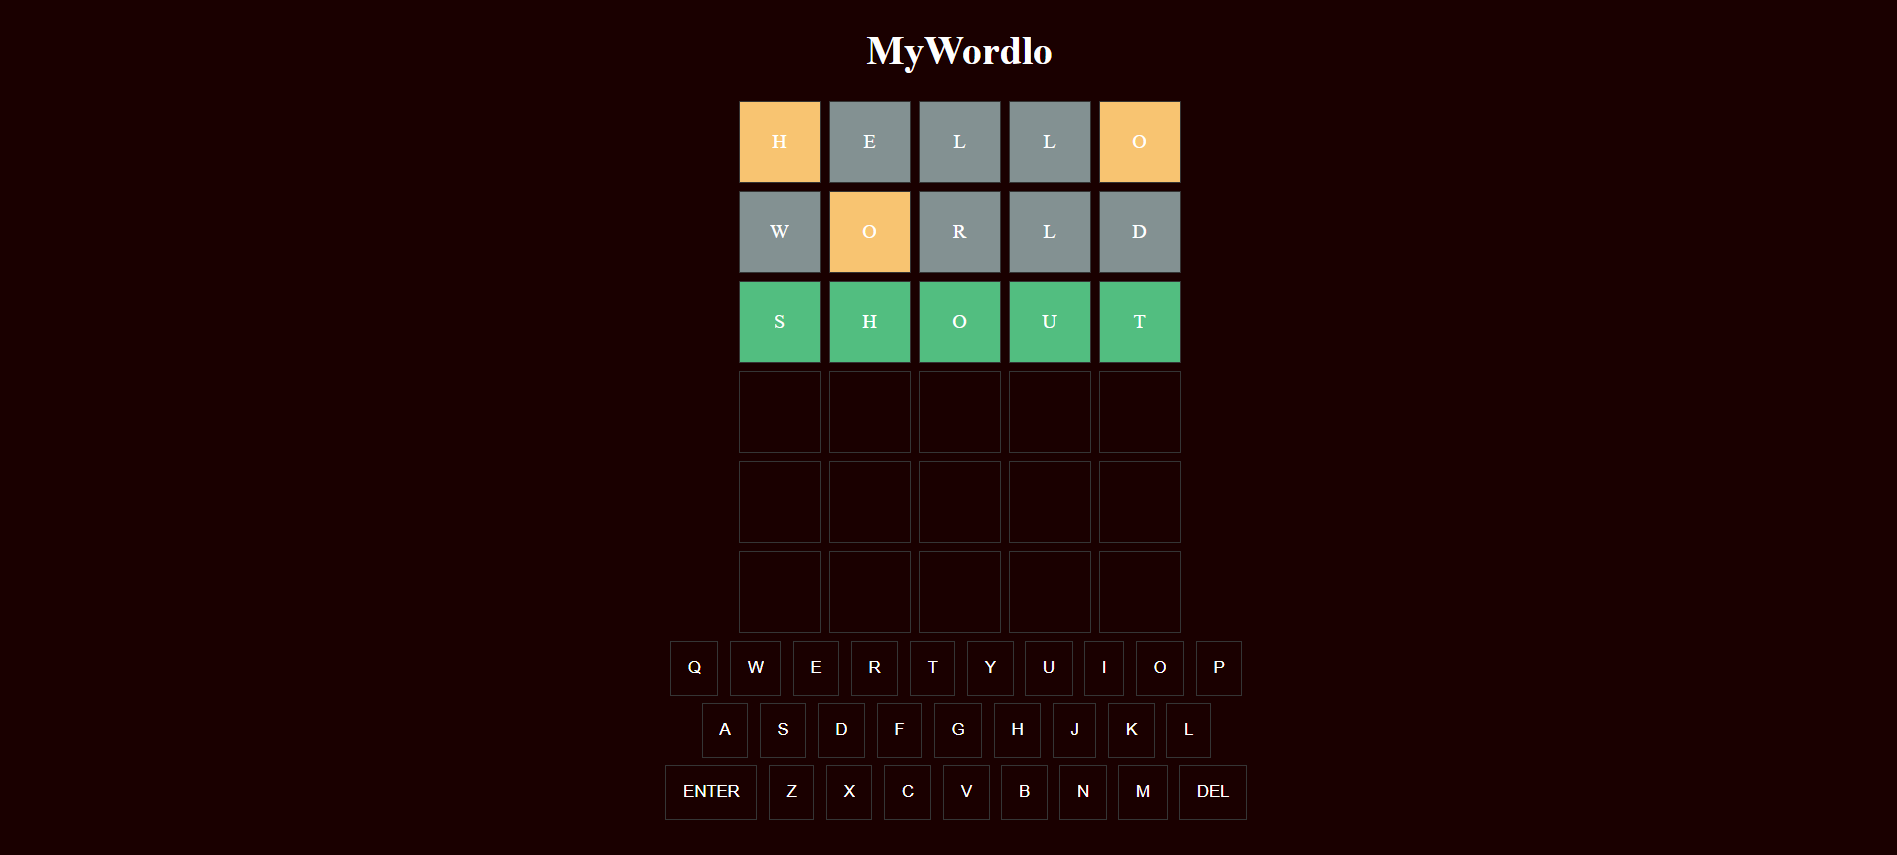 MyWordlo
H E L L O
W O R L D
S H O U T
Q W E R T Y U I O P
A S D F G H J K L
ENTER Z X C V B N M DEL